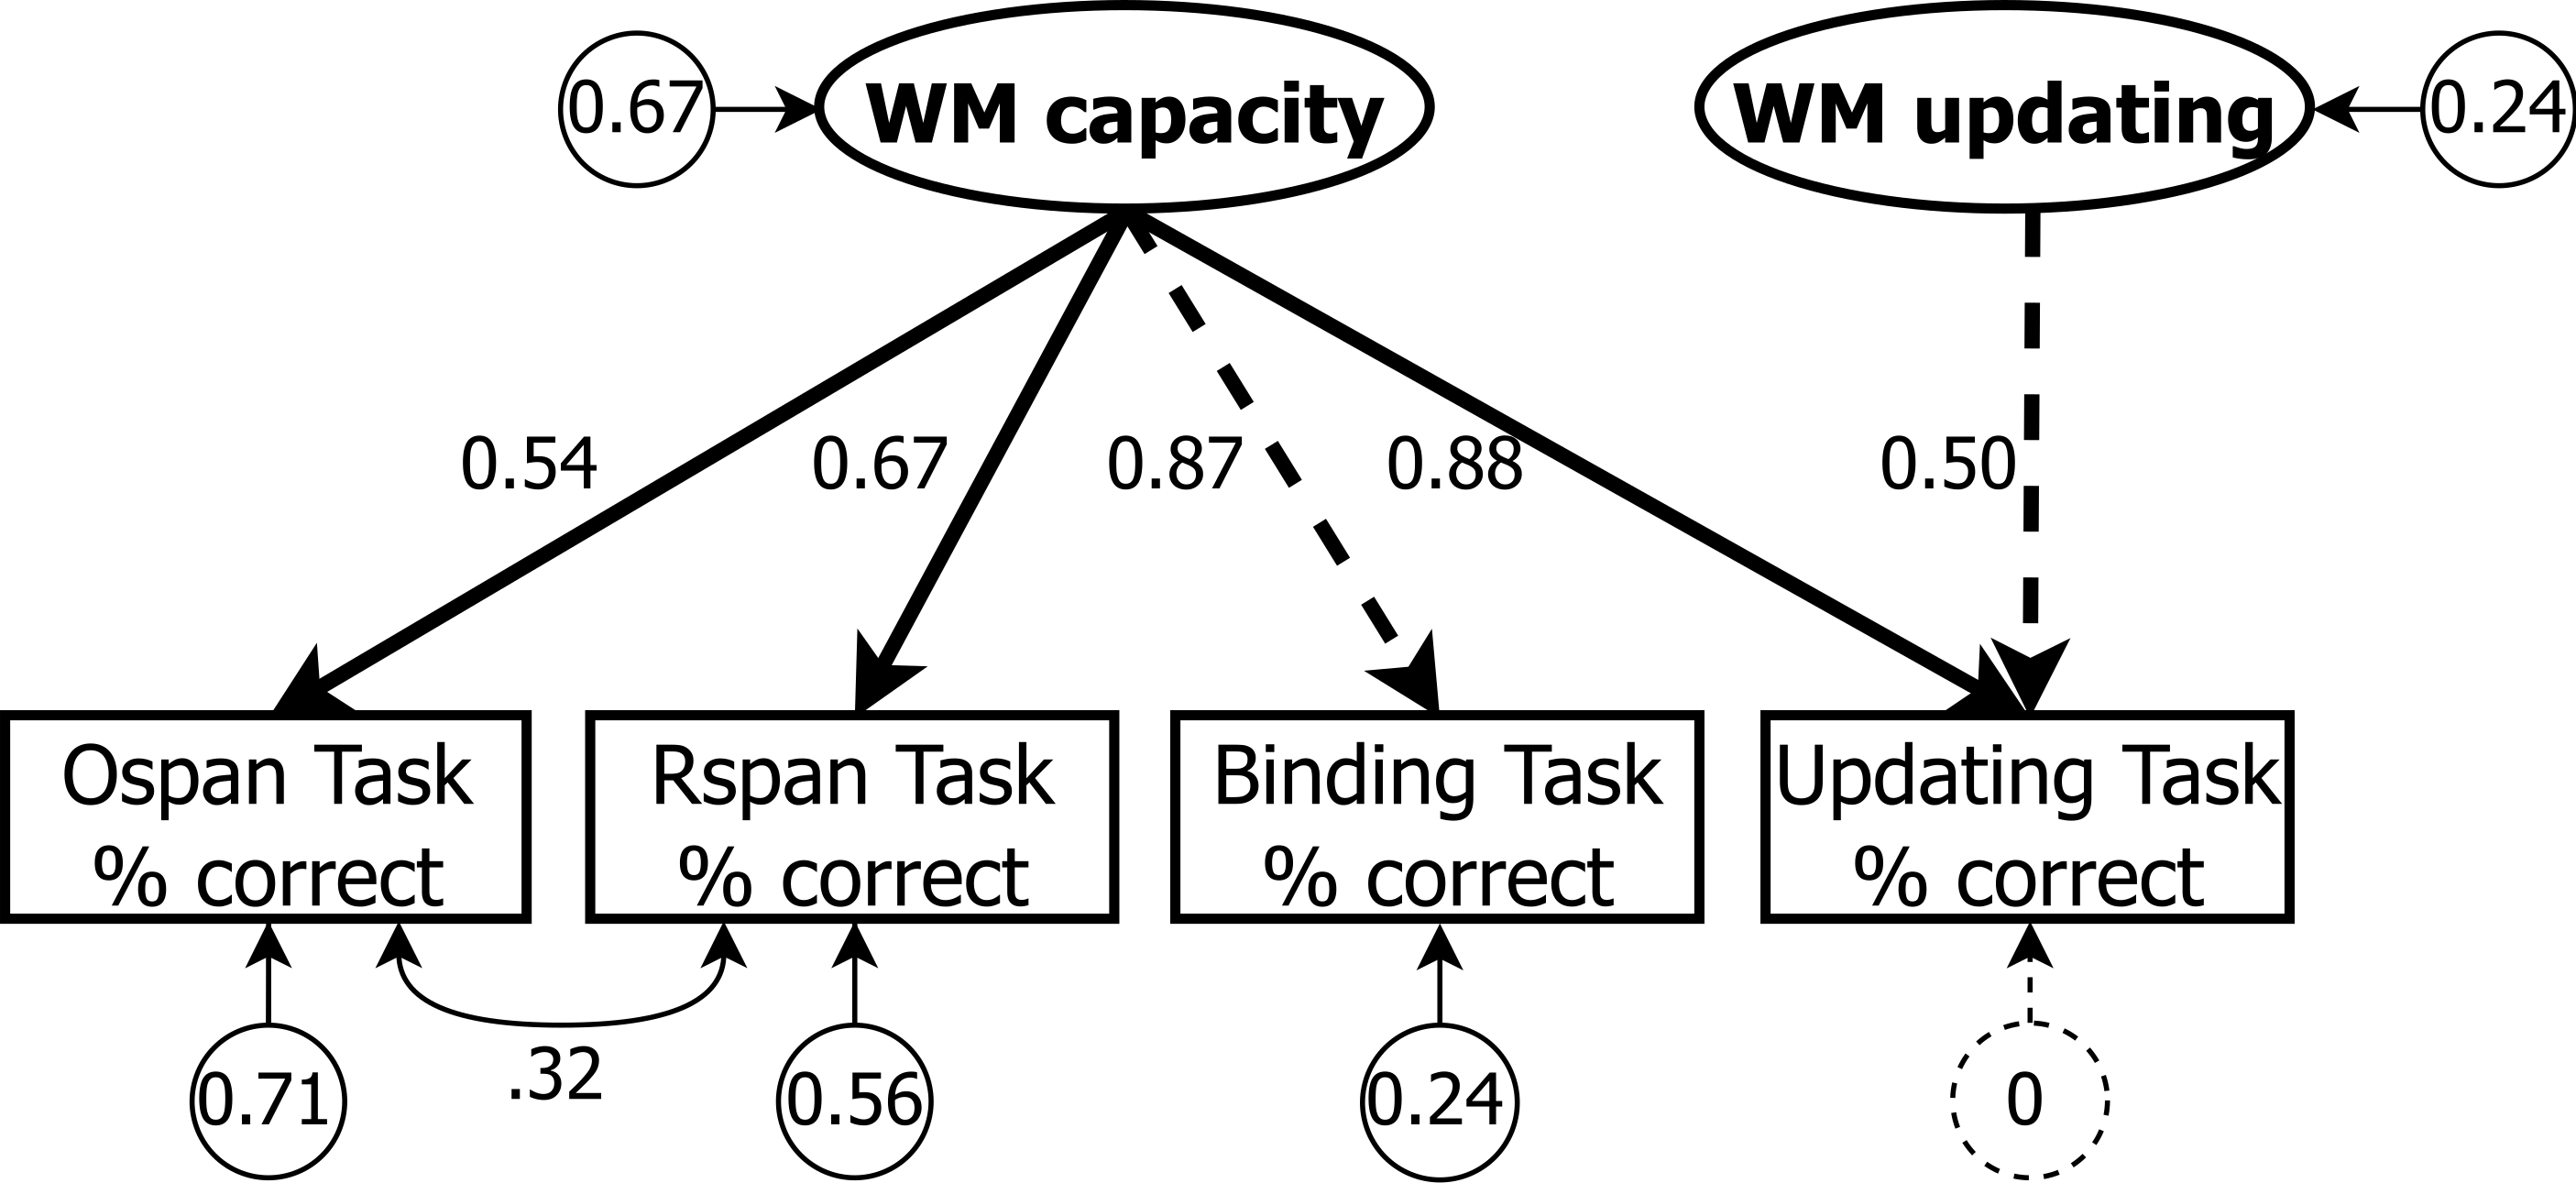 0.67
WM capacity
WM updating
0.24
0.54
0.67
0.87
0.88
0.50
Ospan Task
% correct
Rspan Task
% correct
Binding Task
% correct
Updating Task
% correct
.32
0.71
0.56
0.24
0